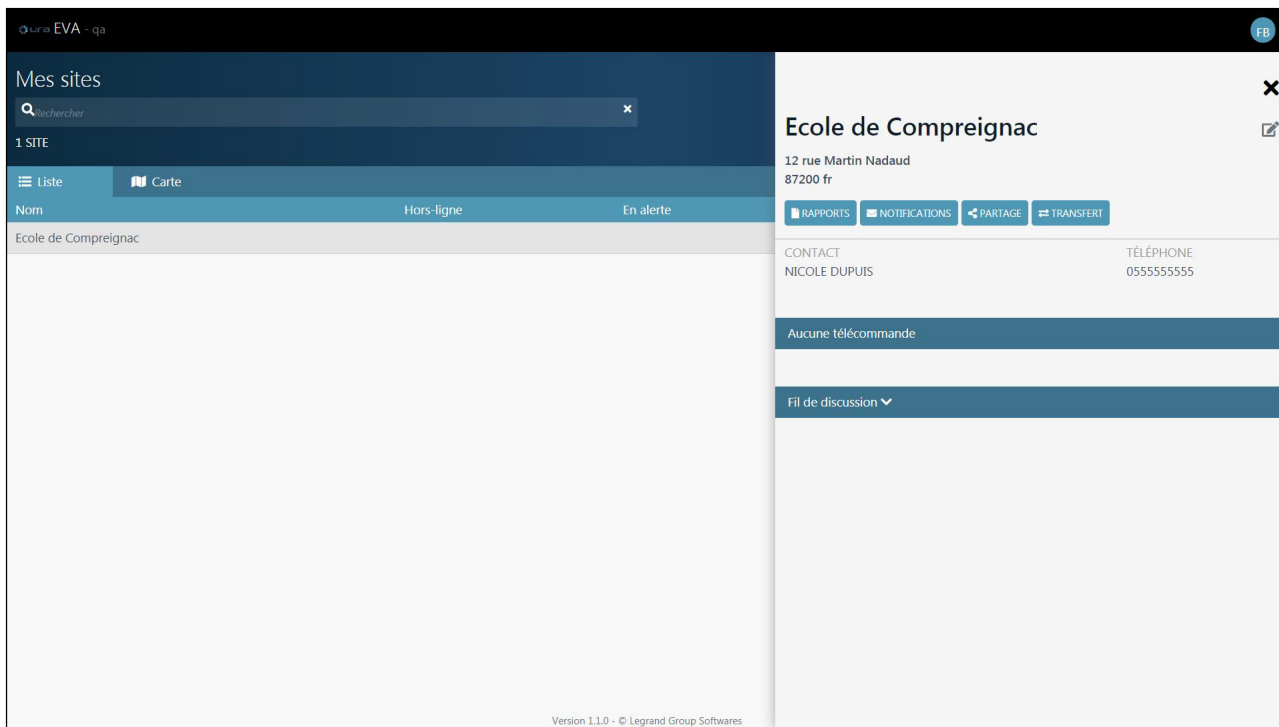 ura EVA - qa
FB
Mes sites
Rechercher
1 SITE
Liste
Carte
Nom Hors-ligne En alerte
Ecole de Compreignac
Ecole de Compreignac
12 rue Martin Nadaud
87200 fr
RAPPORTS NOTIFICATIONS PARTAGE TRANSFERT
CONTACT TÉLÉPHONE
NICOLE DUPUIS 0555555555
Aucune télécommande
Fil de discussion
Version 1.1.0 - © Legrand Group Softwares